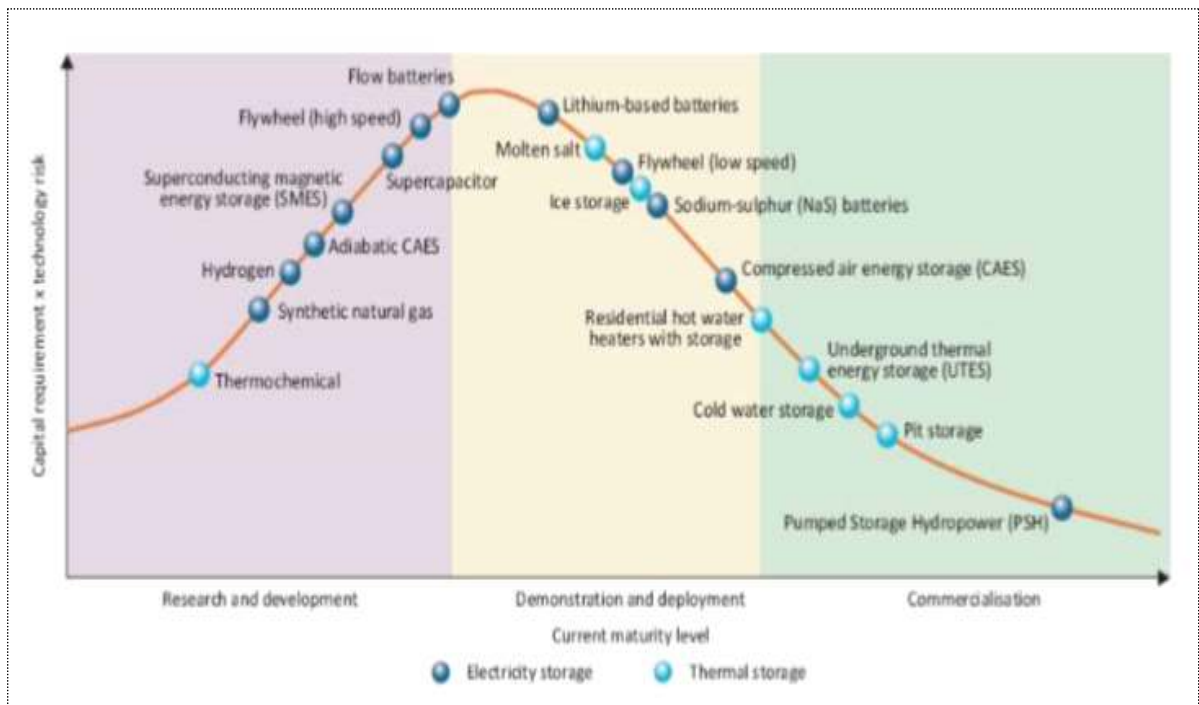 Flow batteries
Lithium-based batteries
Flywheel (high speed)
Molten salt
Flywheel (low speed)
Superconducting magnetic
energy storage (SMES)
Supercapacitor
Ice storage
Sodium-sulphur (NaS) batteries
Adiabatic CAES
Hydrogen
Compressed air energy storage (CAES)
Synthetic natural gas
Residential hot water
heaters with storage
Underground thermal
energy storage (UTES)
Thermochemical
Cold water storage
Pit storage
Pumped Storage Hydropower (PSH)
Capital requirement x technology risk
Research and development
Demonstration and deployment
Commercialisation
Current maturity level
Electricity storage
Thermal storage